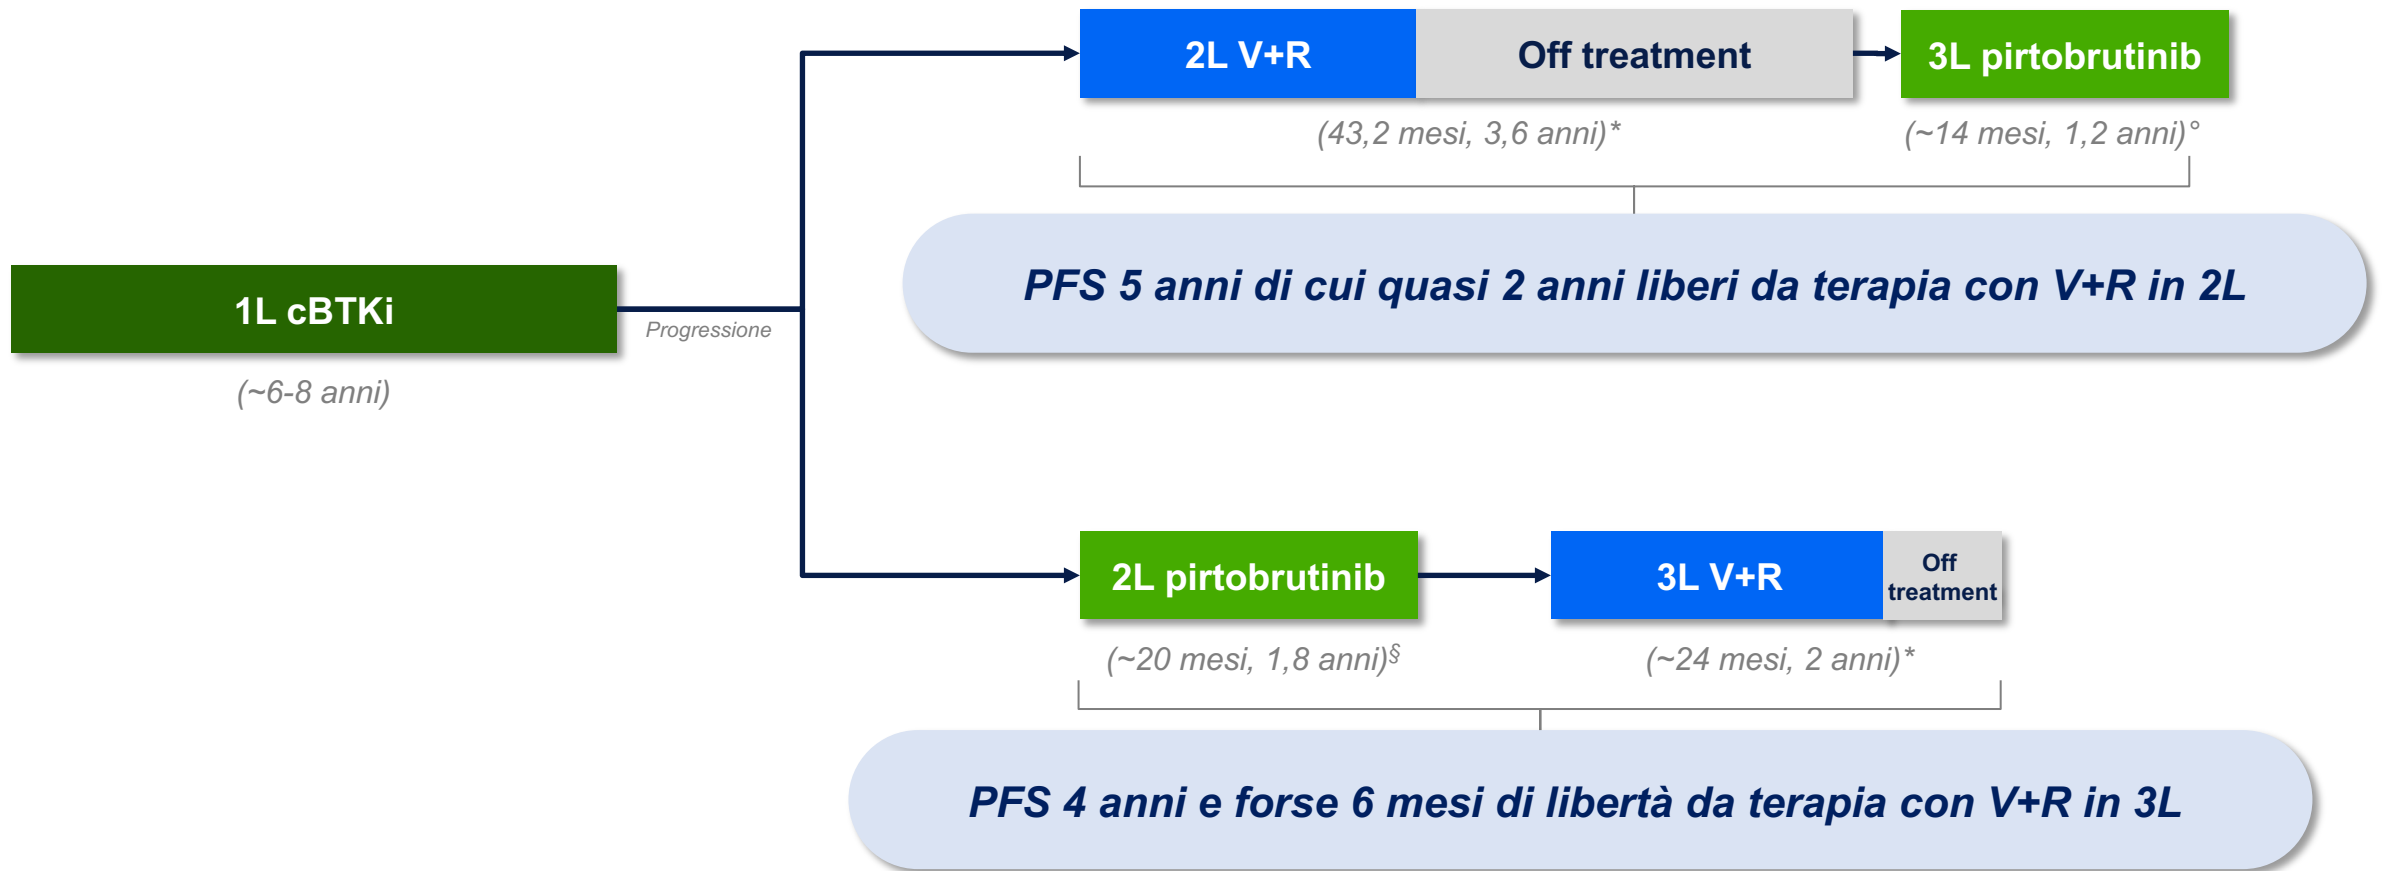 2L V+R
Off treatment
3L pirtobrutinib
(43,2 mesi, 3,6 anni)*
(~14 mesi, 1,2 anni)°
PFS 5 anni di cui quasi 2 anni liberi da terapia con V+R in 2L
1L cBTKi
Progressione
(~6-8 anni)
2L pirtobrutinib
3L V+R
Off
treatment
(~20 mesi, 1,8 anni)§
(~24 mesi, 2 anni)*
PFS 4 anni e forse 6 mesi di libertà da terapia con V+R in 3L